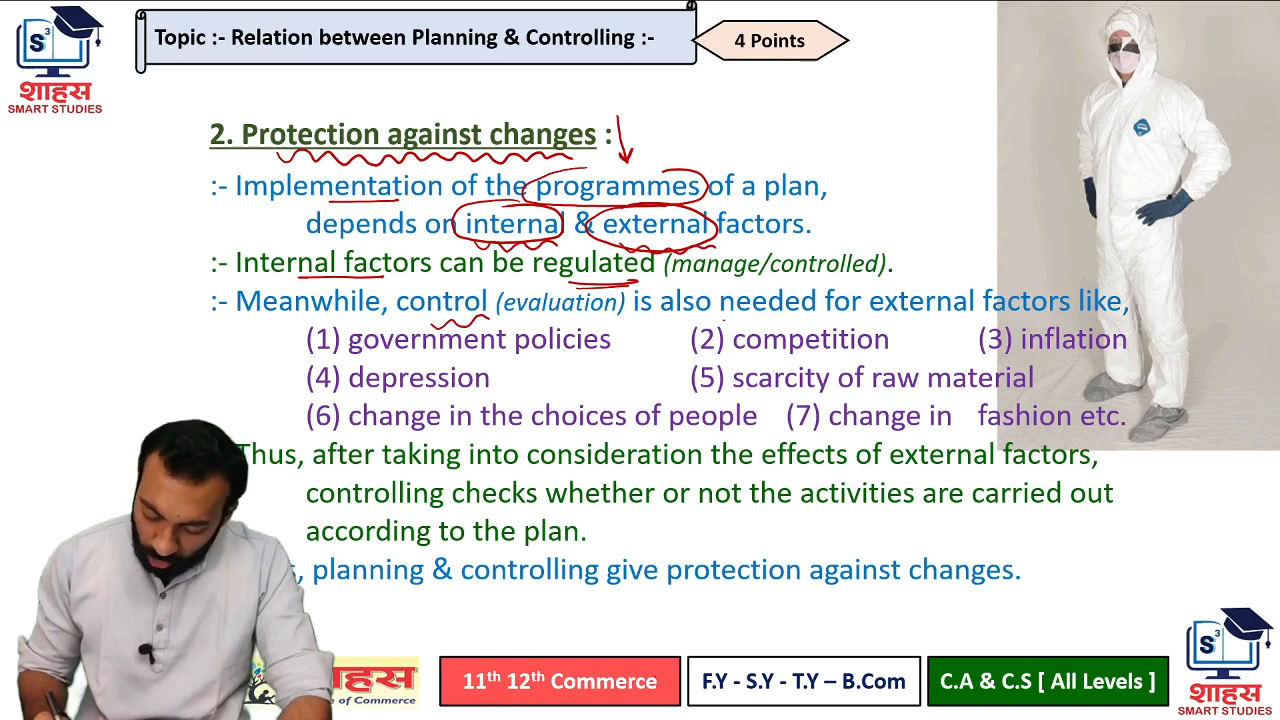 S3
शाहस
SMART STUDIES
Topic :- Relation between Planning & Controlling :-
4 Points
2. Protection against changes :
:- Implementation of the programmes of a plan,
depends on internal & external factors.
:- Internal factors can be regulated (manage/controlled).
:- Meanwhile, control (evaluation) is also needed for external factors like,
(1) government policies (2) competition (3) inflation
(4) depression (5) scarcity of raw material
(6) change in the choices of people (7) change in fashion etc.
Thus, after taking into consideration the effects of external factors,
controlling checks whether or not the activities are carried out
according to the plan.
, planning & controlling give protection against changes.
of Commerce
11th 12th Commerce
F.Y - S.Y - T.Y – B.Com
C.A & C.S [ All Levels ]
S3
शाहस
SMART STUDIES